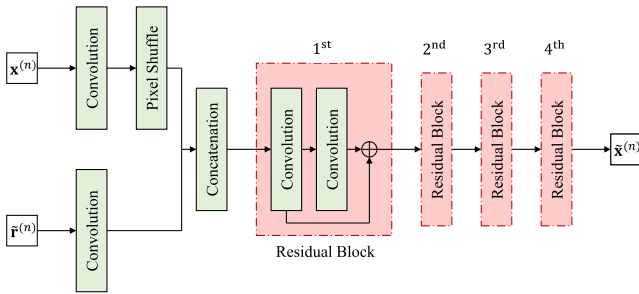 x^(n)
Convolution
Pixel Shuffle
r̃^(n)
Convolution
Concatenation
1st
Convolution
Convolution
Residual Block
2nd
Residual Block
3rd
Residual Block
4th
Residual Block
x̃^(n)